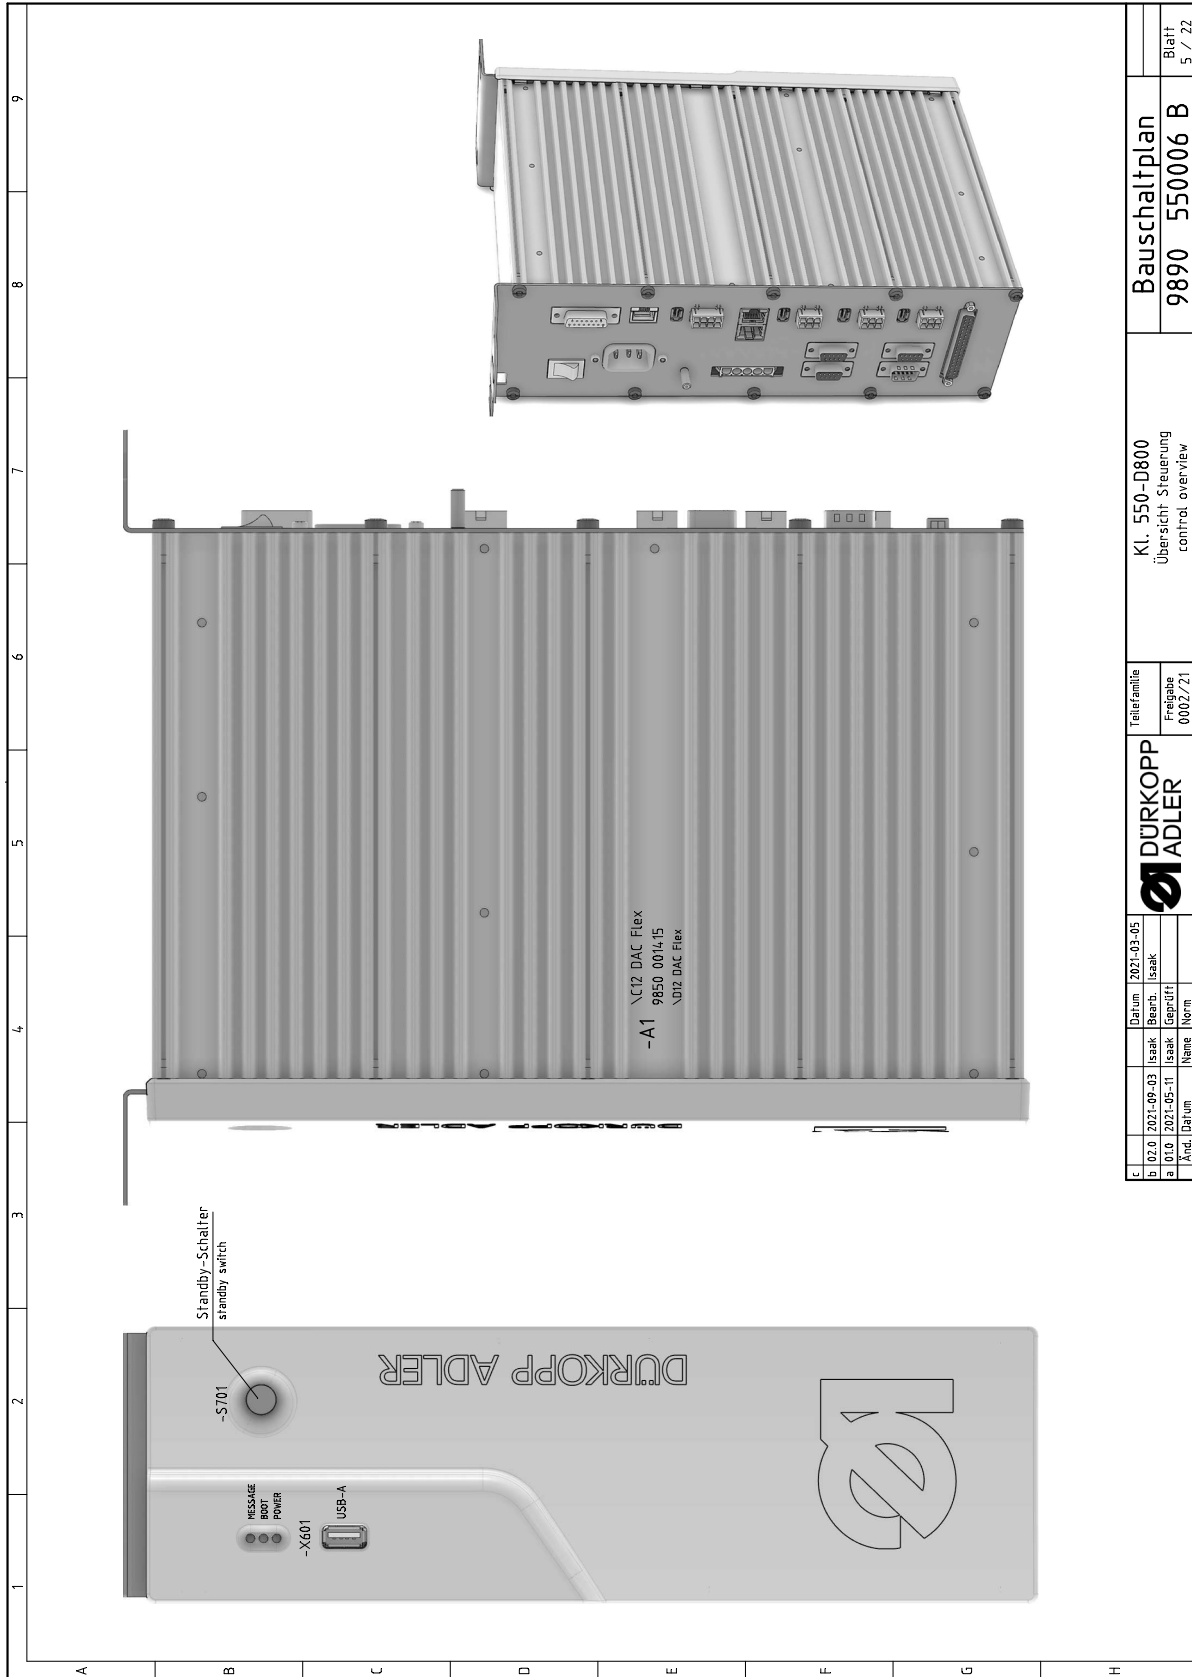 1 2 3 4 5 6 7 8 9
A
B
C
D
E
F
G
H
Standby-Schalter
standby switch
-S701
MESSAGE
BOOT
POWER
-X601
USB-A
DÜRKOPP ADLER
-A1
\C12 DAC Flex
9850 001415
\D12 DAC Flex
c
b 02.0 2021-09-03 Isaak
a 01.0 2021-05-11 Isaak
Änd. Datum Name
Datum 2021-03-05
Bearb. Isaak
Geprüft
Norm
DÜRKOPP
ADLER
Teilefamilie
Freigabe
0002/21
Kl. 550-D800
Übersicht Steuerung
control overview
Bauschaltplan
9890 550006 B
Blatt
5 / 22